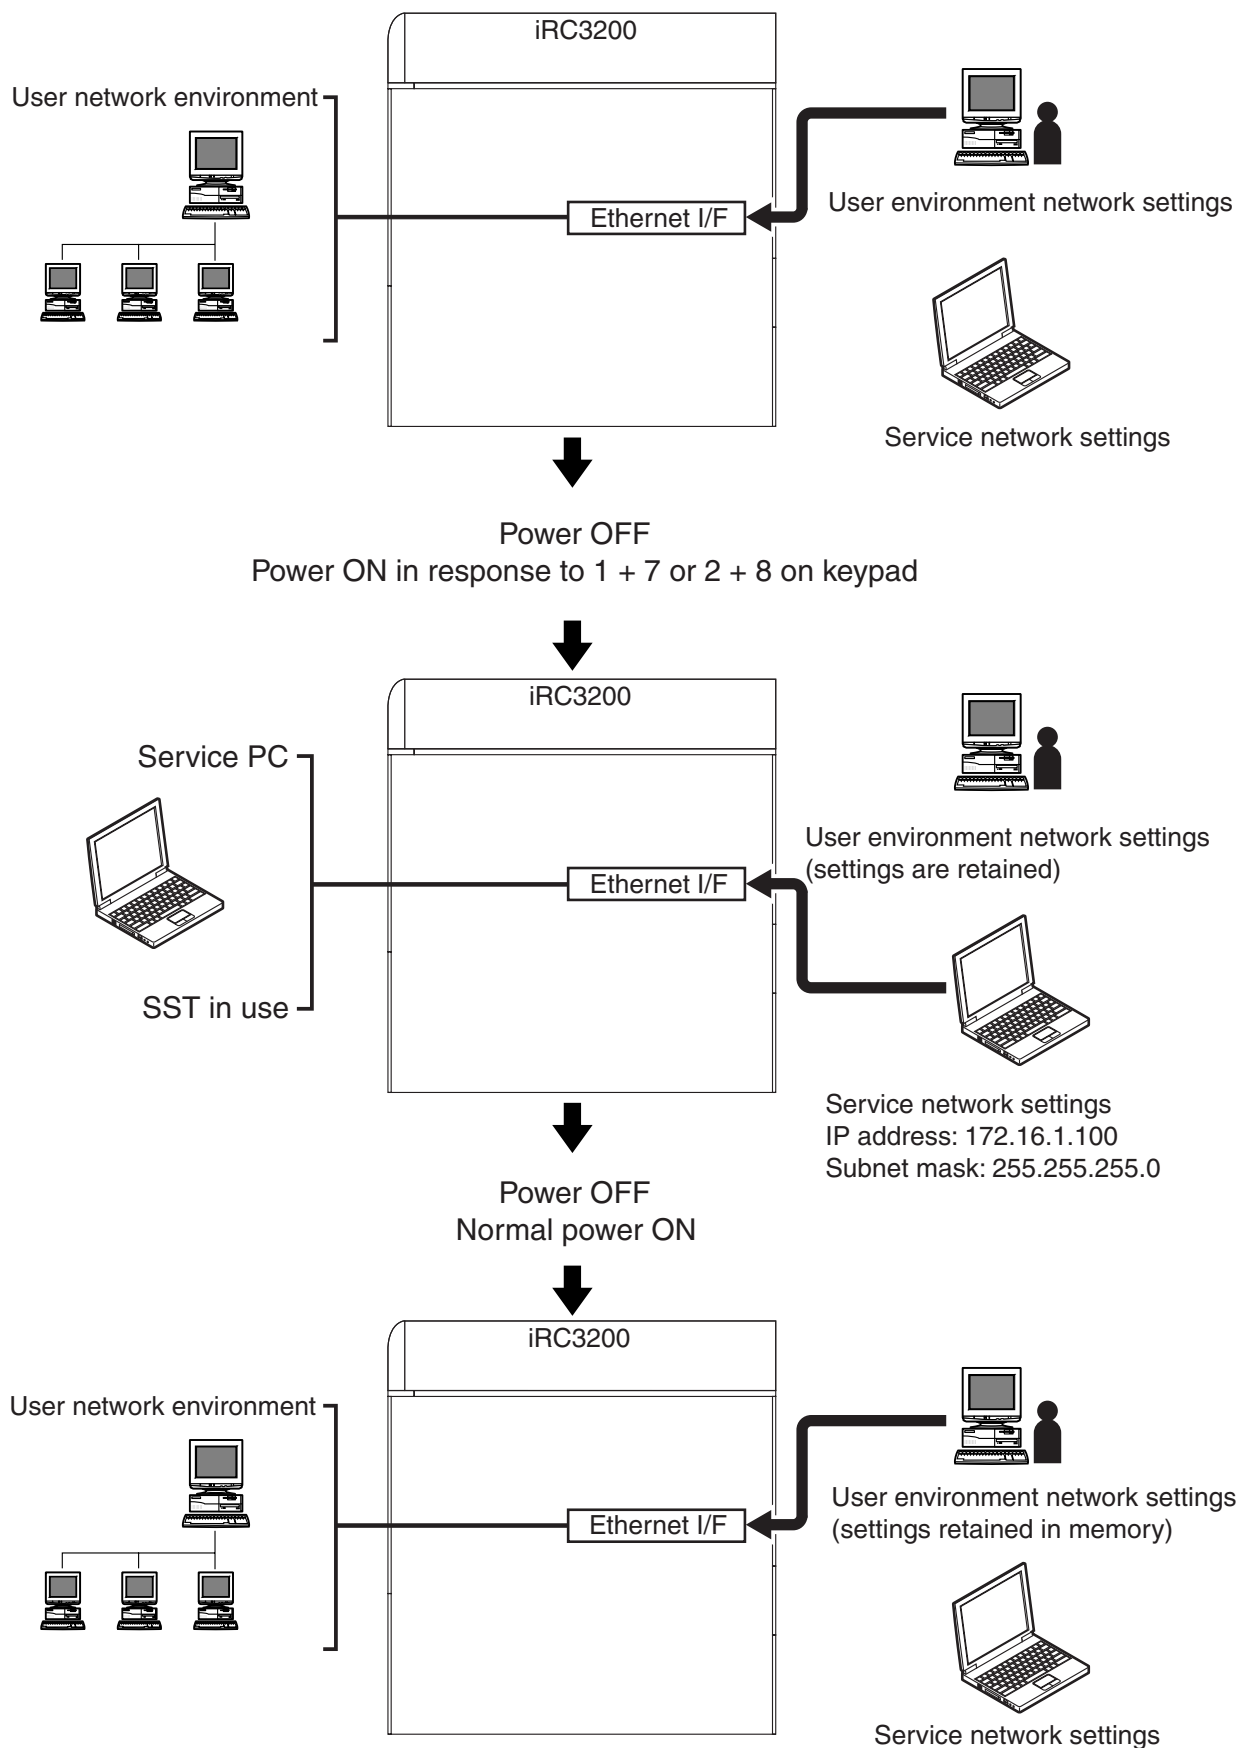 iRC3200
User network environment
Ethernet I/F
User environment network settings
Service network settings
Power OFF
Power ON in response to 1 + 7 or 2 + 8 on keypad
iRC3200
Service PC
Ethernet I/F
User environment network settings
(settings are retained)
SST in use
Service network settings
IP address: 172.16.1.100
Subnet mask: 255.255.255.0
Power OFF
Normal power ON
iRC3200
User network environment
Ethernet I/F
User environment network settings
(settings retained in memory)
Service network settings